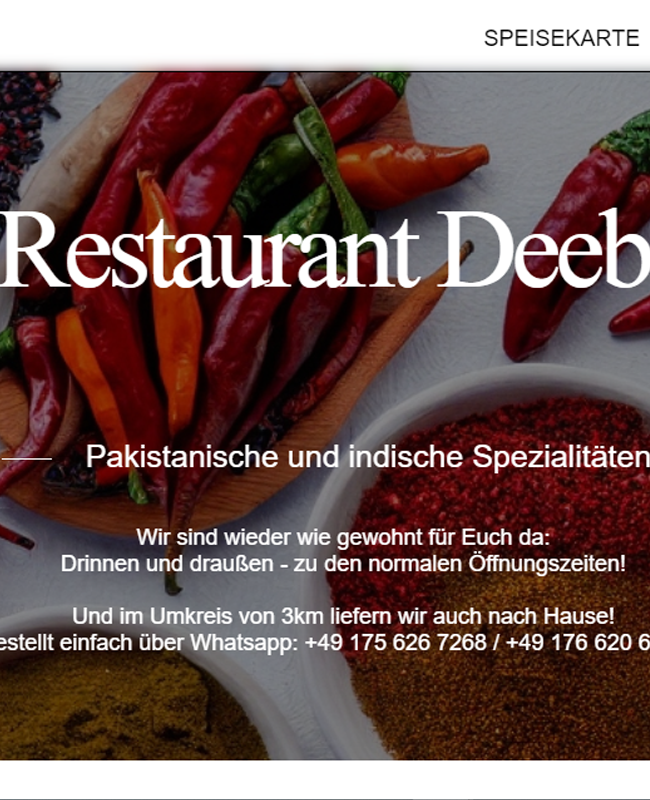 SPEISEKARTE
Restaurant Deeb
Pakistanische und indische Spezialitäten
Wir sind wieder wie gewohnt für Euch da:
Drinnen und draußen - zu den normalen Öffnungszeiten!
Und im Umkreis von 3km liefern wir auch nach Hause!
estellt einfach über Whatsapp: +49 175 626 7268 / +49 176 620 6